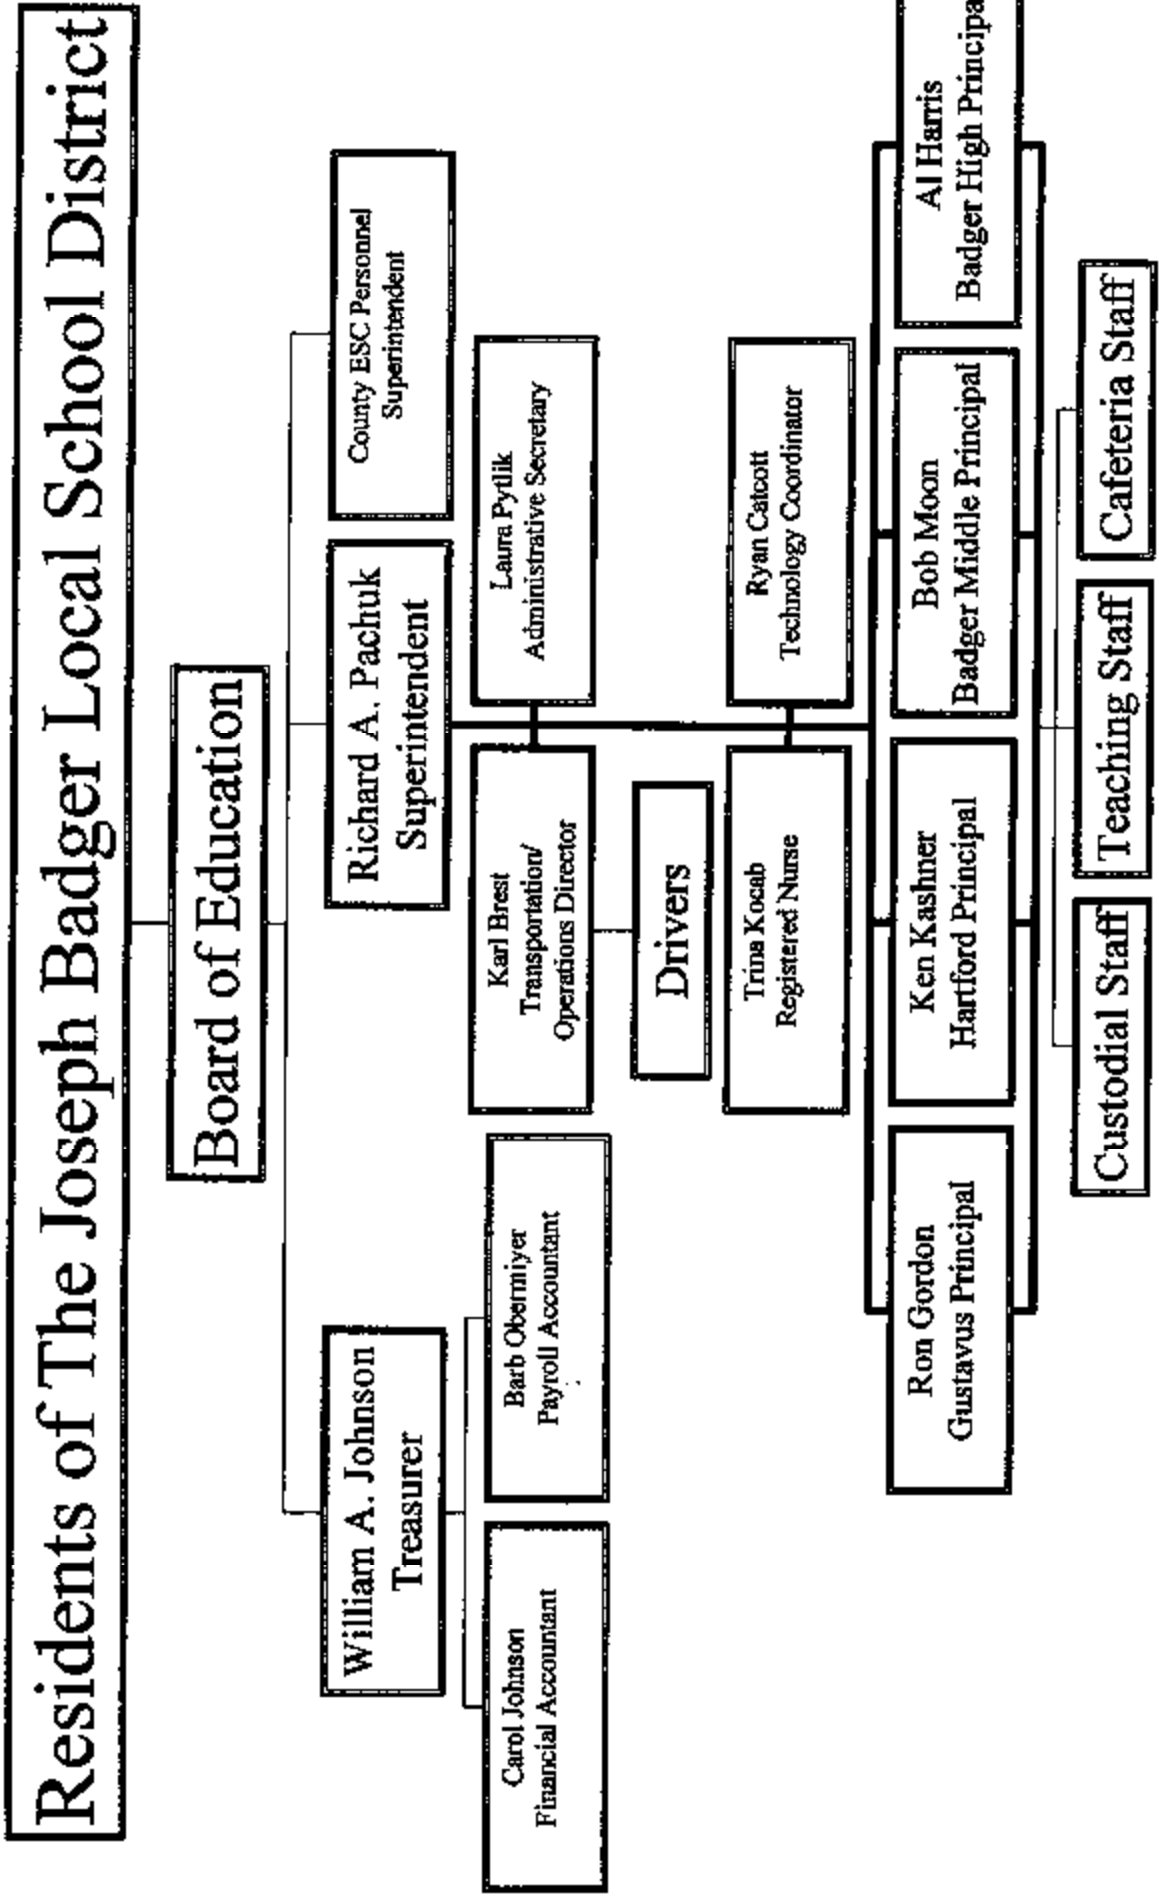 Residents of The Joseph Badger Local School District
Board of Education
William A. Johnson
Treasurer
Richard A. Pachuk
Superintendent
County ESC Personnel
Superintendent
Carol Johnson
Financial Accountant
Barb Obermiyer
Payroll Accountant
Karl Brest
Transportation/
Operations Director
Laura Pytlik
Administrative Secretary
Drivers
Trina Kocab
Registered Nurse
Ryan Catcott
Technology Coordinator
Ron Gordon
Gustavus Principal
Ken Kashner
Hartford Principal
Bob Moon
Badger Middle Principal
Al Harris
Badger High Principa
Custodial Staff
Teaching Staff
Cafeteria Staff